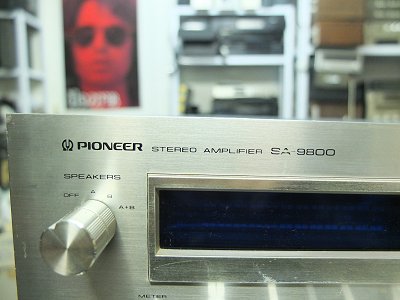 PIONEER STEREO AMPLIFIER SA-9800
SPEAKERS
OFF A B A+B
METER